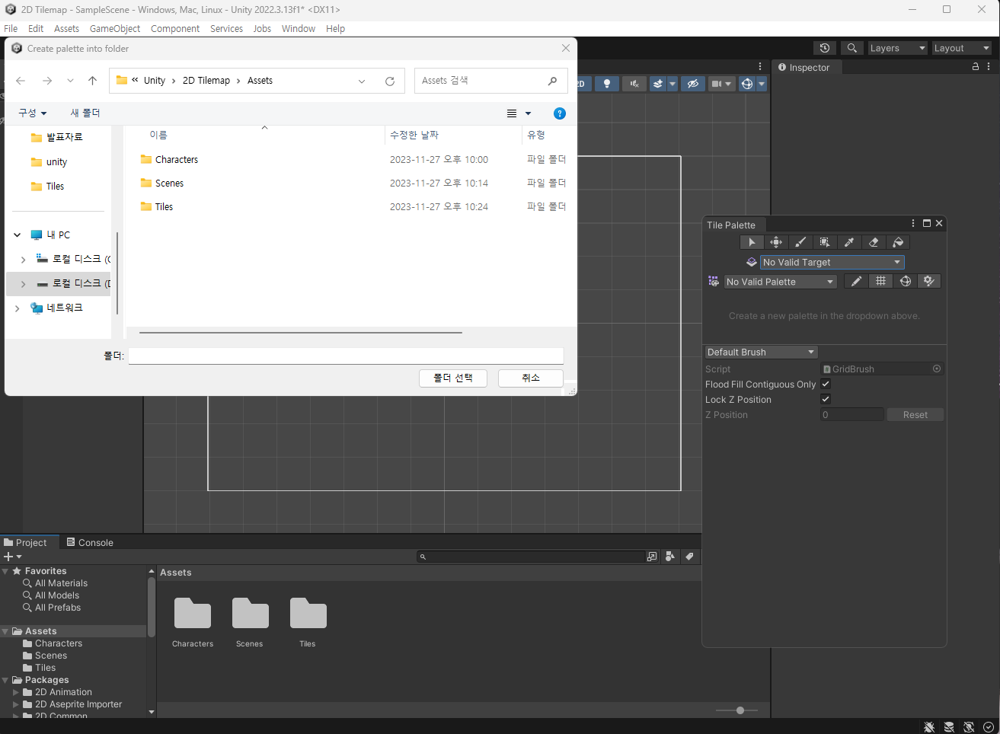 2D Tilemap - SampleScene - Windows, Mac, Linux - Unity 2022.3.13f1* <DX11>
File Edit Assets GameObject Component Services Jobs Window Help
Create palette into folder
« Unity › 2D Tilemap › Assets
Assets 검색
구성 새 폴더
발표자료
unity
Tiles
내 PC
로컬 디스크 (
로컬 디스크 (
네트워크
이름 수정한 날짜 유형
Characters 2023-11-27 오후 10:00 파일 폴더
Scenes 2023-11-27 오후 10:14 파일 폴더
Tiles 2023-11-27 오후 10:24 파일 폴더
폴더:
폴더 선택 취소
Layers Layout
2D
Inspector
Tile Palette
No Valid Target
No Valid Palette
Create a new palette in the dropdown above.
Default Brush
Script GridBrush
Flood Fill Contiguous Only
Lock Z Position
Z Position 0 Reset
Project Console
Favorites
All Materials
All Models
All Prefabs
Assets
Characters
Scenes
Tiles
Packages
2D Animation
2D Aseprite Importer
2D Common
Assets
Characters Scenes Tiles